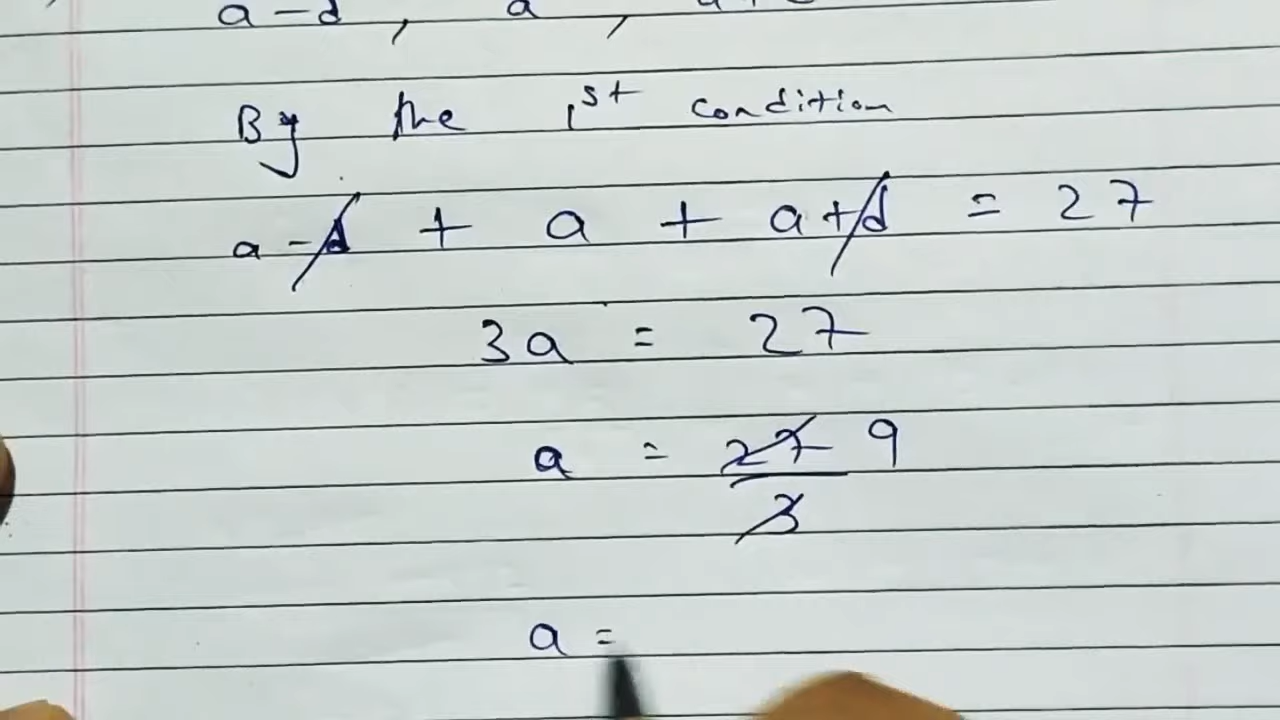 a - d , a ,
By the 1st condition
a - d + a + a + d = 27
3a = 27
a = 27/3 9
a =